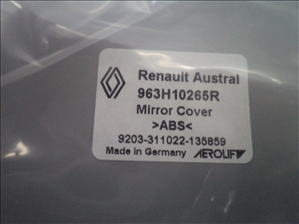 Renault Austral
963H10265R
Mirror Cover
>ABS<
9203-311022-135859
Made in Germany AEROLIFT